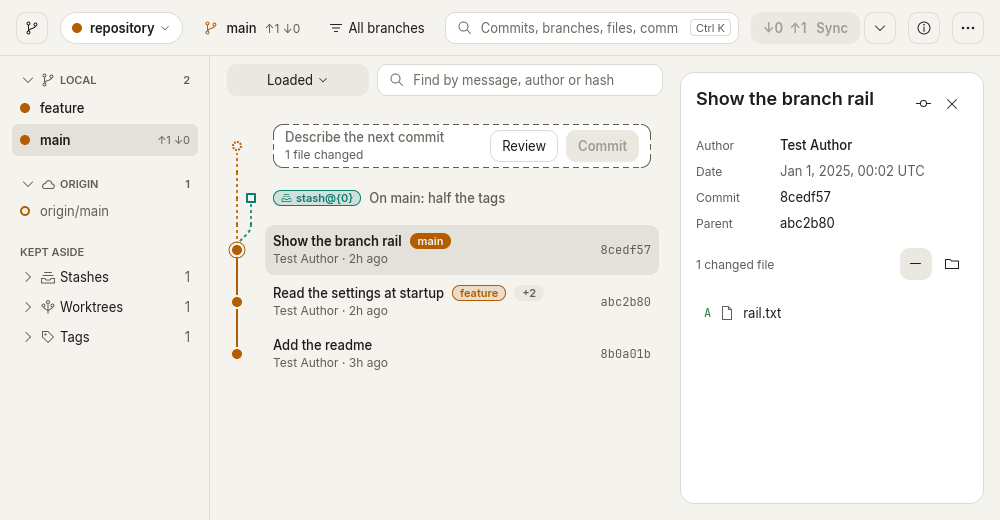 repository
main ↑1 ↓0
All branches
Commits, branches, files, comm
Ctrl K
↓0 ↑1 Sync
LOCAL 2
feature
main ↑1 ↓0
ORIGIN 1
origin/main
KEPT ASIDE
Stashes 1
Worktrees 1
Tags 1
Loaded
Find by message, author or hash
Describe the next commit
1 file changed
Review
Commit
stash@{0} On main: half the tags
Show the branch rail main
Test Author · 2h ago
8cedf57
Read the settings at startup feature +2
Test Author · 2h ago
abc2b80
Add the readme
Test Author · 3h ago
8b0a01b
Show the branch rail
Author Test Author
Date Jan 1, 2025, 00:02 UTC
Commit 8cedf57
Parent abc2b80
1 changed file
A rail.txt